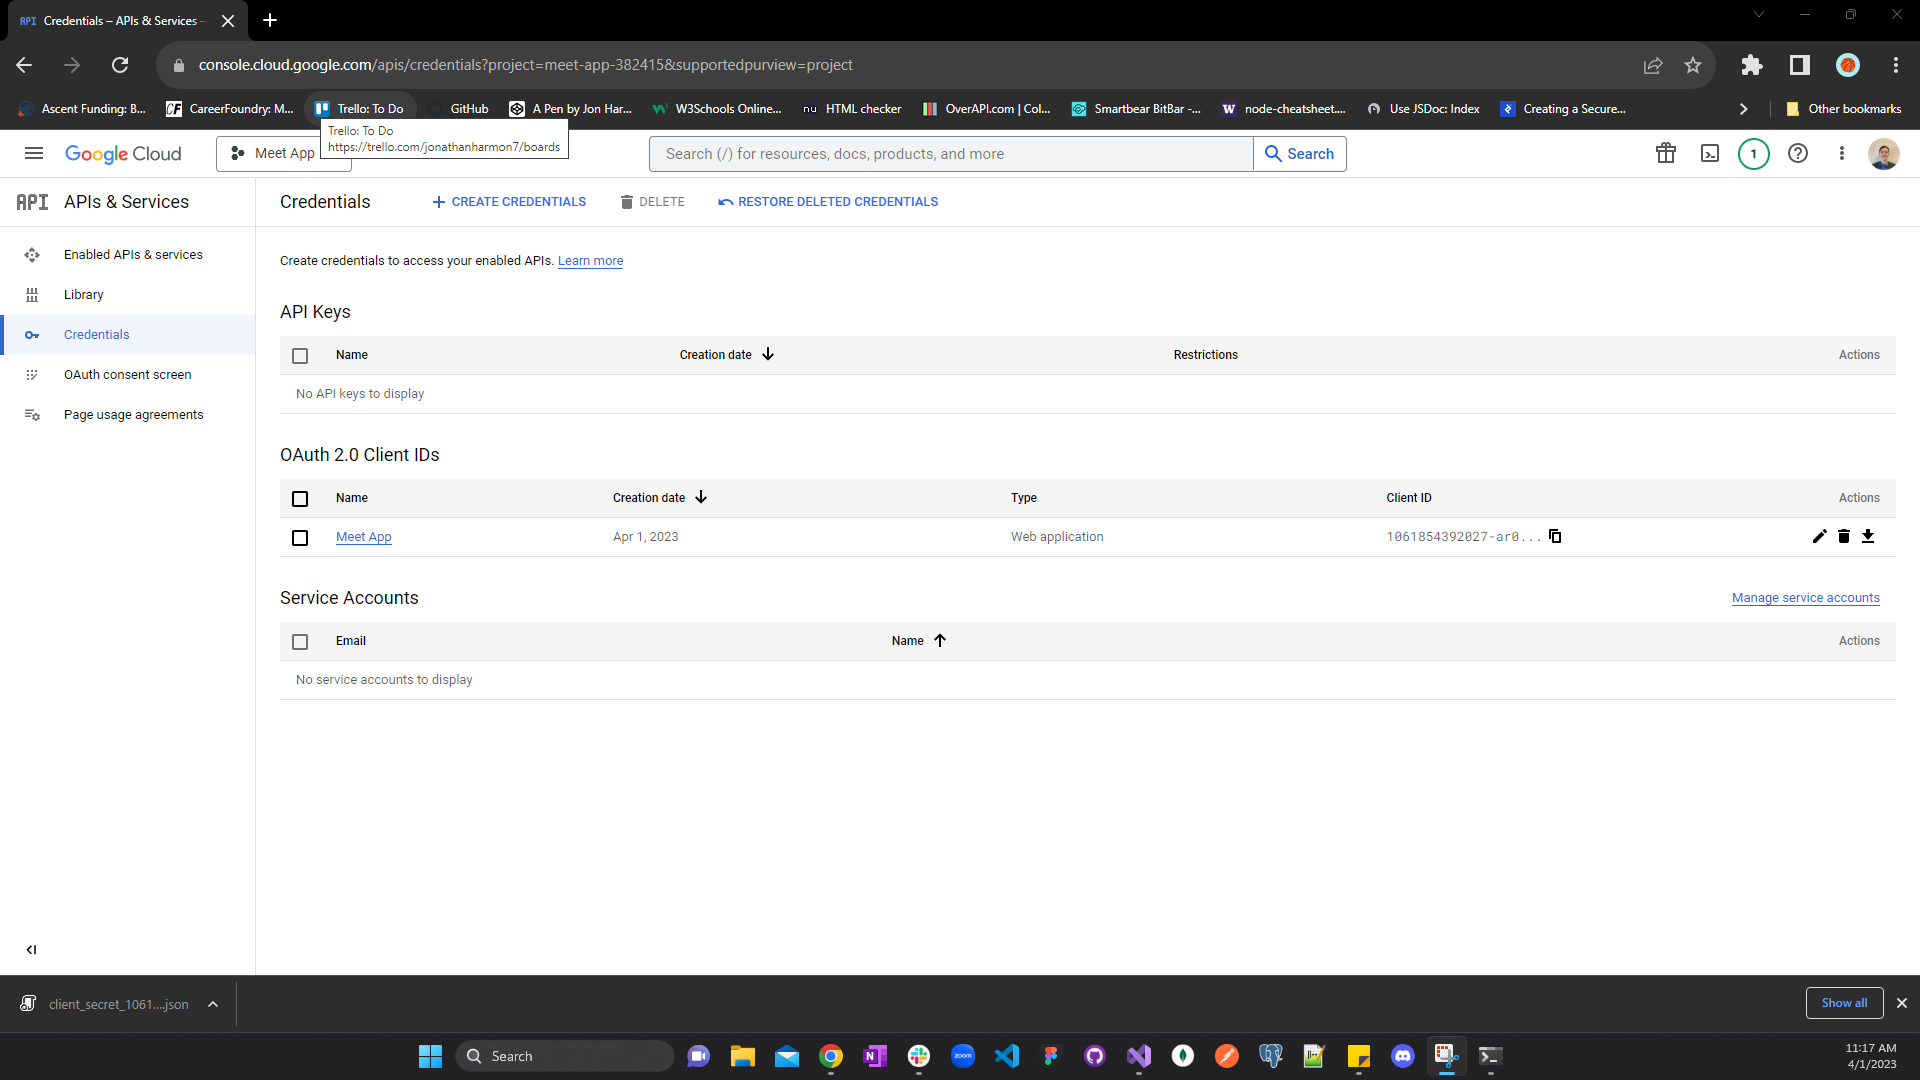 API Credentials – APIs & Services –
console.cloud.google.com/apis/credentials?project=meet-app-382415&supportedpurview=project
Ascent Funding: B... CF CareerFoundry: M... Trello: To Do GitHub A Pen by Jon Har... W3Schools Online... nu HTML checker OverAPI.com | Col... Smartbear BitBar -... W node-cheatsheet.... Use JSDoc: Index Creating a Secure... Other bookmarks
Trello: To Do
https://trello.com/jonathanharmon7/boards
Google Cloud Meet App Search (/) for resources, docs, products, and more Search 1
API APIs & Services
Credentials CREATE CREDENTIALS DELETE RESTORE DELETED CREDENTIALS
Enabled APIs & services
Library
Credentials
OAuth consent screen
Page usage agreements
Create credentials to access your enabled APIs. Learn more
API Keys
Name Creation date Restrictions Actions
No API keys to display
OAuth 2.0 Client IDs
Name Creation date Type Client ID Actions
Meet App Apr 1, 2023 Web application 1061854392027-ar0...
Service Accounts Manage service accounts
Email Name Actions
No service accounts to display
client_secret_1061....json Show all
Search zoom
11:17 AM
4/1/2023